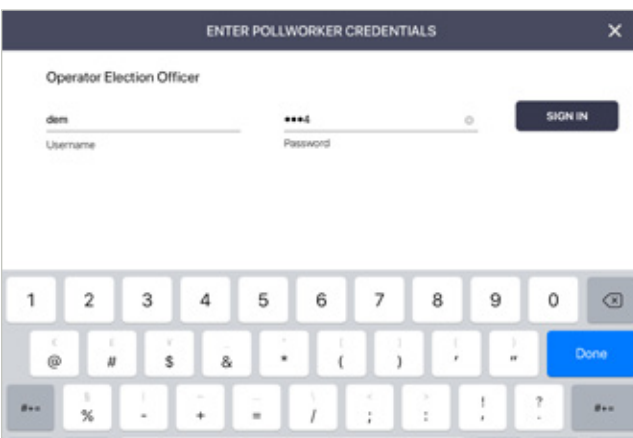 ENTER POLLWORKER CREDENTIALS ✕
Operator Election Officer
dem •••4 SIGN IN
Username Password
1 2 3 4 5 6 7 8 9 0
@ # $ & * ( ) ' "
Done
#+= % - + = / ; : ! ? #+=
, .